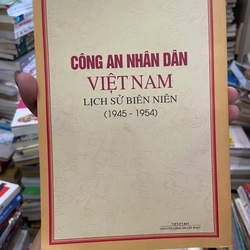 CÔNG AN NHÂN DÂN
VIỆT NAM
LỊCH SỬ BIÊN NIÊN
(1945 - 1954)